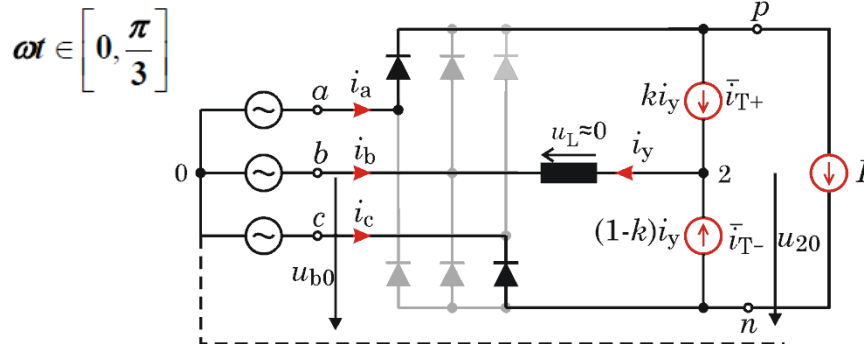 ωt ∈ [0, π/3]
p
a
i_a
ki_y
ī_T+
u_L≈0
i_y
0
b
i_b
2
I
c
i_c
(1-k)i_y
ī_T-
u_20
u_b0
n